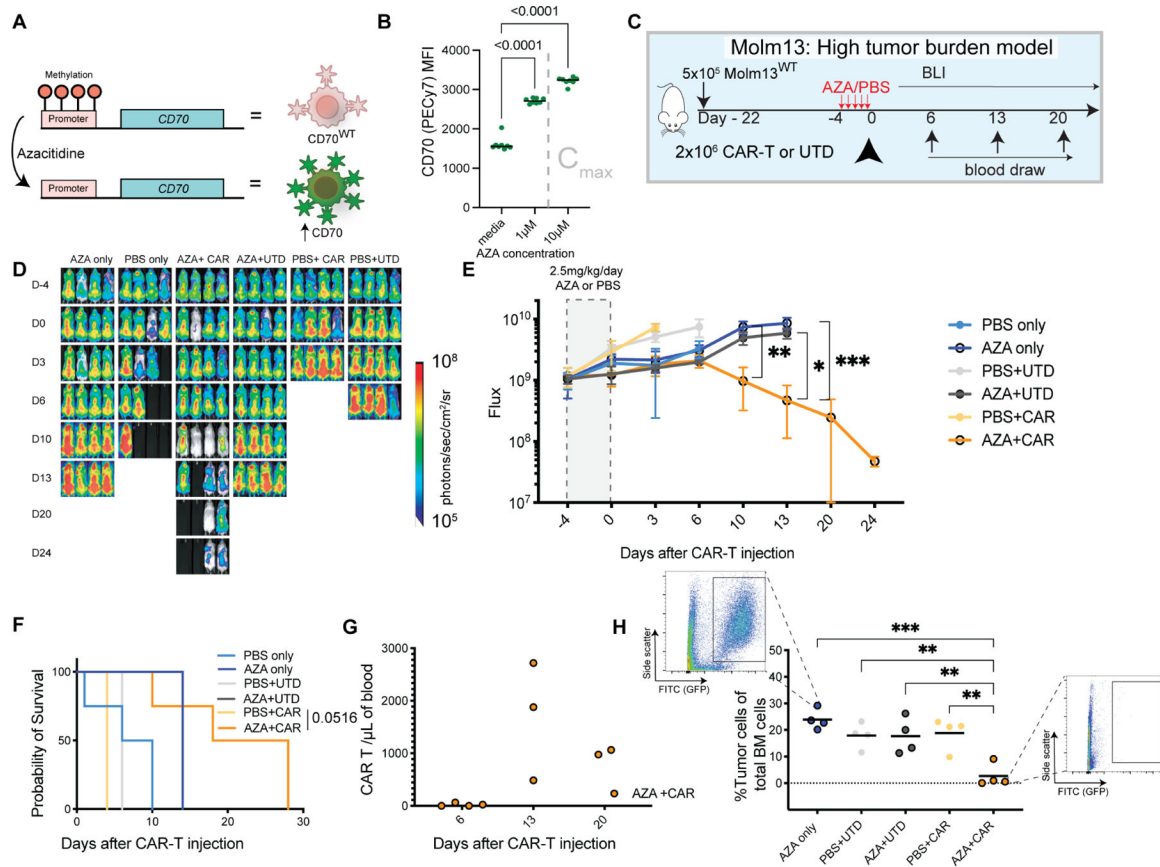 A
Methylation
Promoter
CD70
=
CD70WT
Azacitidine
Promoter
CD70
=
↑ CD70
B
<0.0001
<0.0001
CD70 (PECy7) MFI
4000
3000
2000
1000
0
Cmax
media
1µM
10µM
AZA concentration
C
Molm13: High tumor burden model
5x10⁵ Molm13WT
AZA/PBS
BLI
Day - 22
-4
0
6
13
20
2x10⁶ CAR-T or UTD
blood draw
D
AZA only
PBS only
AZA+ CAR
AZA+UTD
PBS+ CAR
PBS+UTD
D-4
D0
D3
D6
D10
D13
D20
D24
10⁸
photons/sec/cm²/sr
10⁵
E
2.5mg/kg/day
AZA or PBS
Flux
10¹⁰
10⁹
10⁸
10⁷
**
*
***
-4
0
3
6
10
13
20
24
Days after CAR-T injection
PBS only
AZA only
PBS+UTD
AZA+UTD
PBS+CAR
AZA+CAR
F
Probability of Survival
100
50
0
0
10
20
30
Days after CAR-T injection
PBS only
AZA only
PBS+UTD
AZA+UTD
PBS+CAR
AZA+CAR
0.0516
G
CAR T /µL of blood
3000
2000
1000
0
6
13
20
AZA +CAR
Days after CAR-T injection
H
Side scatter
FITC (GFP)
***
**
**
**
%Tumor cells of
total BM cells
50
40
30
20
10
0
AZA only
PBS+UTD
AZA+UTD
PBS+CAR
AZA+CAR
Side scatter
FITC (GFP)